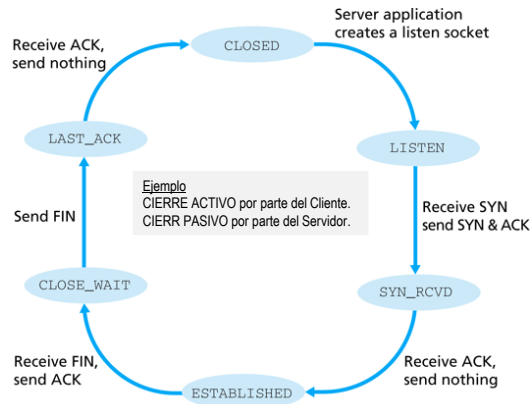 Server application
creates a listen socket
Receive ACK,
send nothing
CLOSED
LAST_ACK
LISTEN
Ejemplo
CIERRE ACTIVO por parte del Cliente.
CIERR PASIVO por parte del Servidor.
Send FIN
Receive SYN
send SYN & ACK
CLOSE_WAIT
SYN_RCVD
Receive FIN,
send ACK
Receive ACK,
send nothing
ESTABLISHED